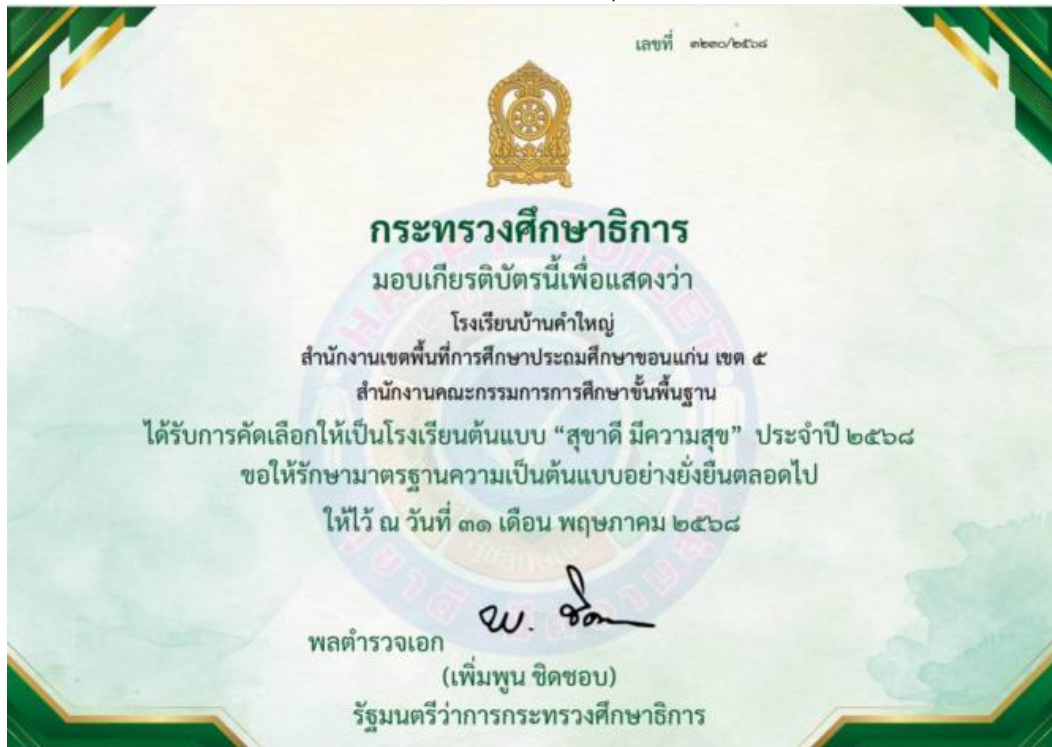 เลขที่ ๓๒๓๐/๒๕๖๘
กระทรวงศึกษาธิการ
มอบเกียรติบัตรนี้เพื่อแสดงว่า
โรงเรียนบ้านคำใหญ่
สำนักงานเขตพื้นที่การศึกษาประถมศึกษาขอนแก่น เขต ๕
สำนักงานคณะกรรมการการศึกษาขั้นพื้นฐาน
ได้รับการคัดเลือกให้เป็นโรงเรียนต้นแบบ “สุขาดี มีความสุข” ประจำปี ๒๕๖๘
ขอให้รักษามาตรฐานความเป็นต้นแบบอย่างยั่งยืนตลอดไป
ให้ไว้ ณ วันที่ ๓๑ เดือน พฤษภาคม ๒๕๖๘
พลตำรวจเอก
(เพิ่มพูน ชิดชอบ)
รัฐมนตรีว่าการกระทรวงศึกษาธิการ